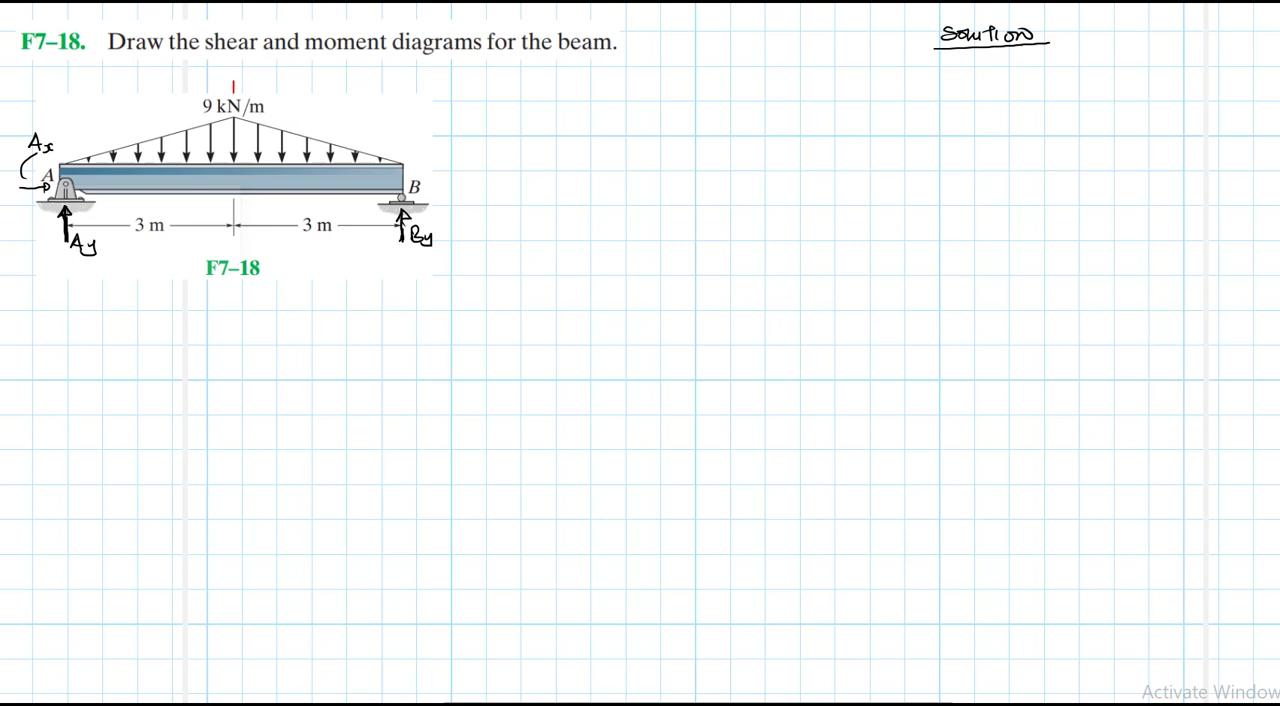 F7–18. Draw the shear and moment diagrams for the beam.
Solution
9 kN/m
Ax
A
B
3 m
3 m
Ay
By
F7–18
Activate Window